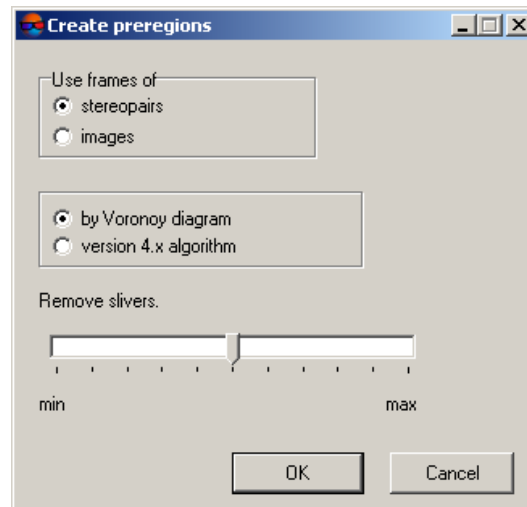 Create preregions
Use frames of
stereopairs
images
by Voronoy diagram
version 4.x algorithm
Remove slivers.
min max
OK Cancel